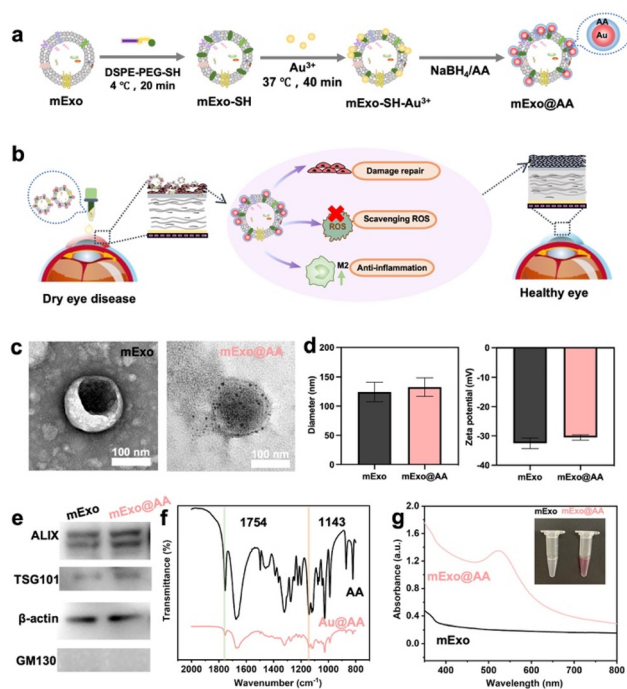 a
AA
Au
DSPE-PEG-SH
Au³⁺
NaBH₄/AA
4 ℃, 20 min
37 ℃, 40 min
mExo
mExo-SH
mExo-SH-Au³⁺
mExo@AA
b
Damage repair
ROS
Scavenging ROS
M2
Anti-inflammation
Dry eye disease
Healthy eye
c
mExo
100 nm
mExo@AA
100 nm
d
Diameter (nm)
200
150
100
50
0
mExo
mExo@AA
Zeta potential (mV)
0
-10
-20
-30
-40
mExo
mExo@AA
e
mExo
mExo@AA
ALIX
TSG101
β-actin
GM130
f
1754
1143
AA
Au@AA
Transmittance (%)
2000 1800 1600 1400 1200 1000 800
Wavenumber (cm⁻¹)
g
mExo mExo@AA
mExo@AA
mExo
Absorbance (a.u.)
2.0
1.6
1.2
0.8
0.4
0.0
400 500 600 700 800
Wavelength (nm)